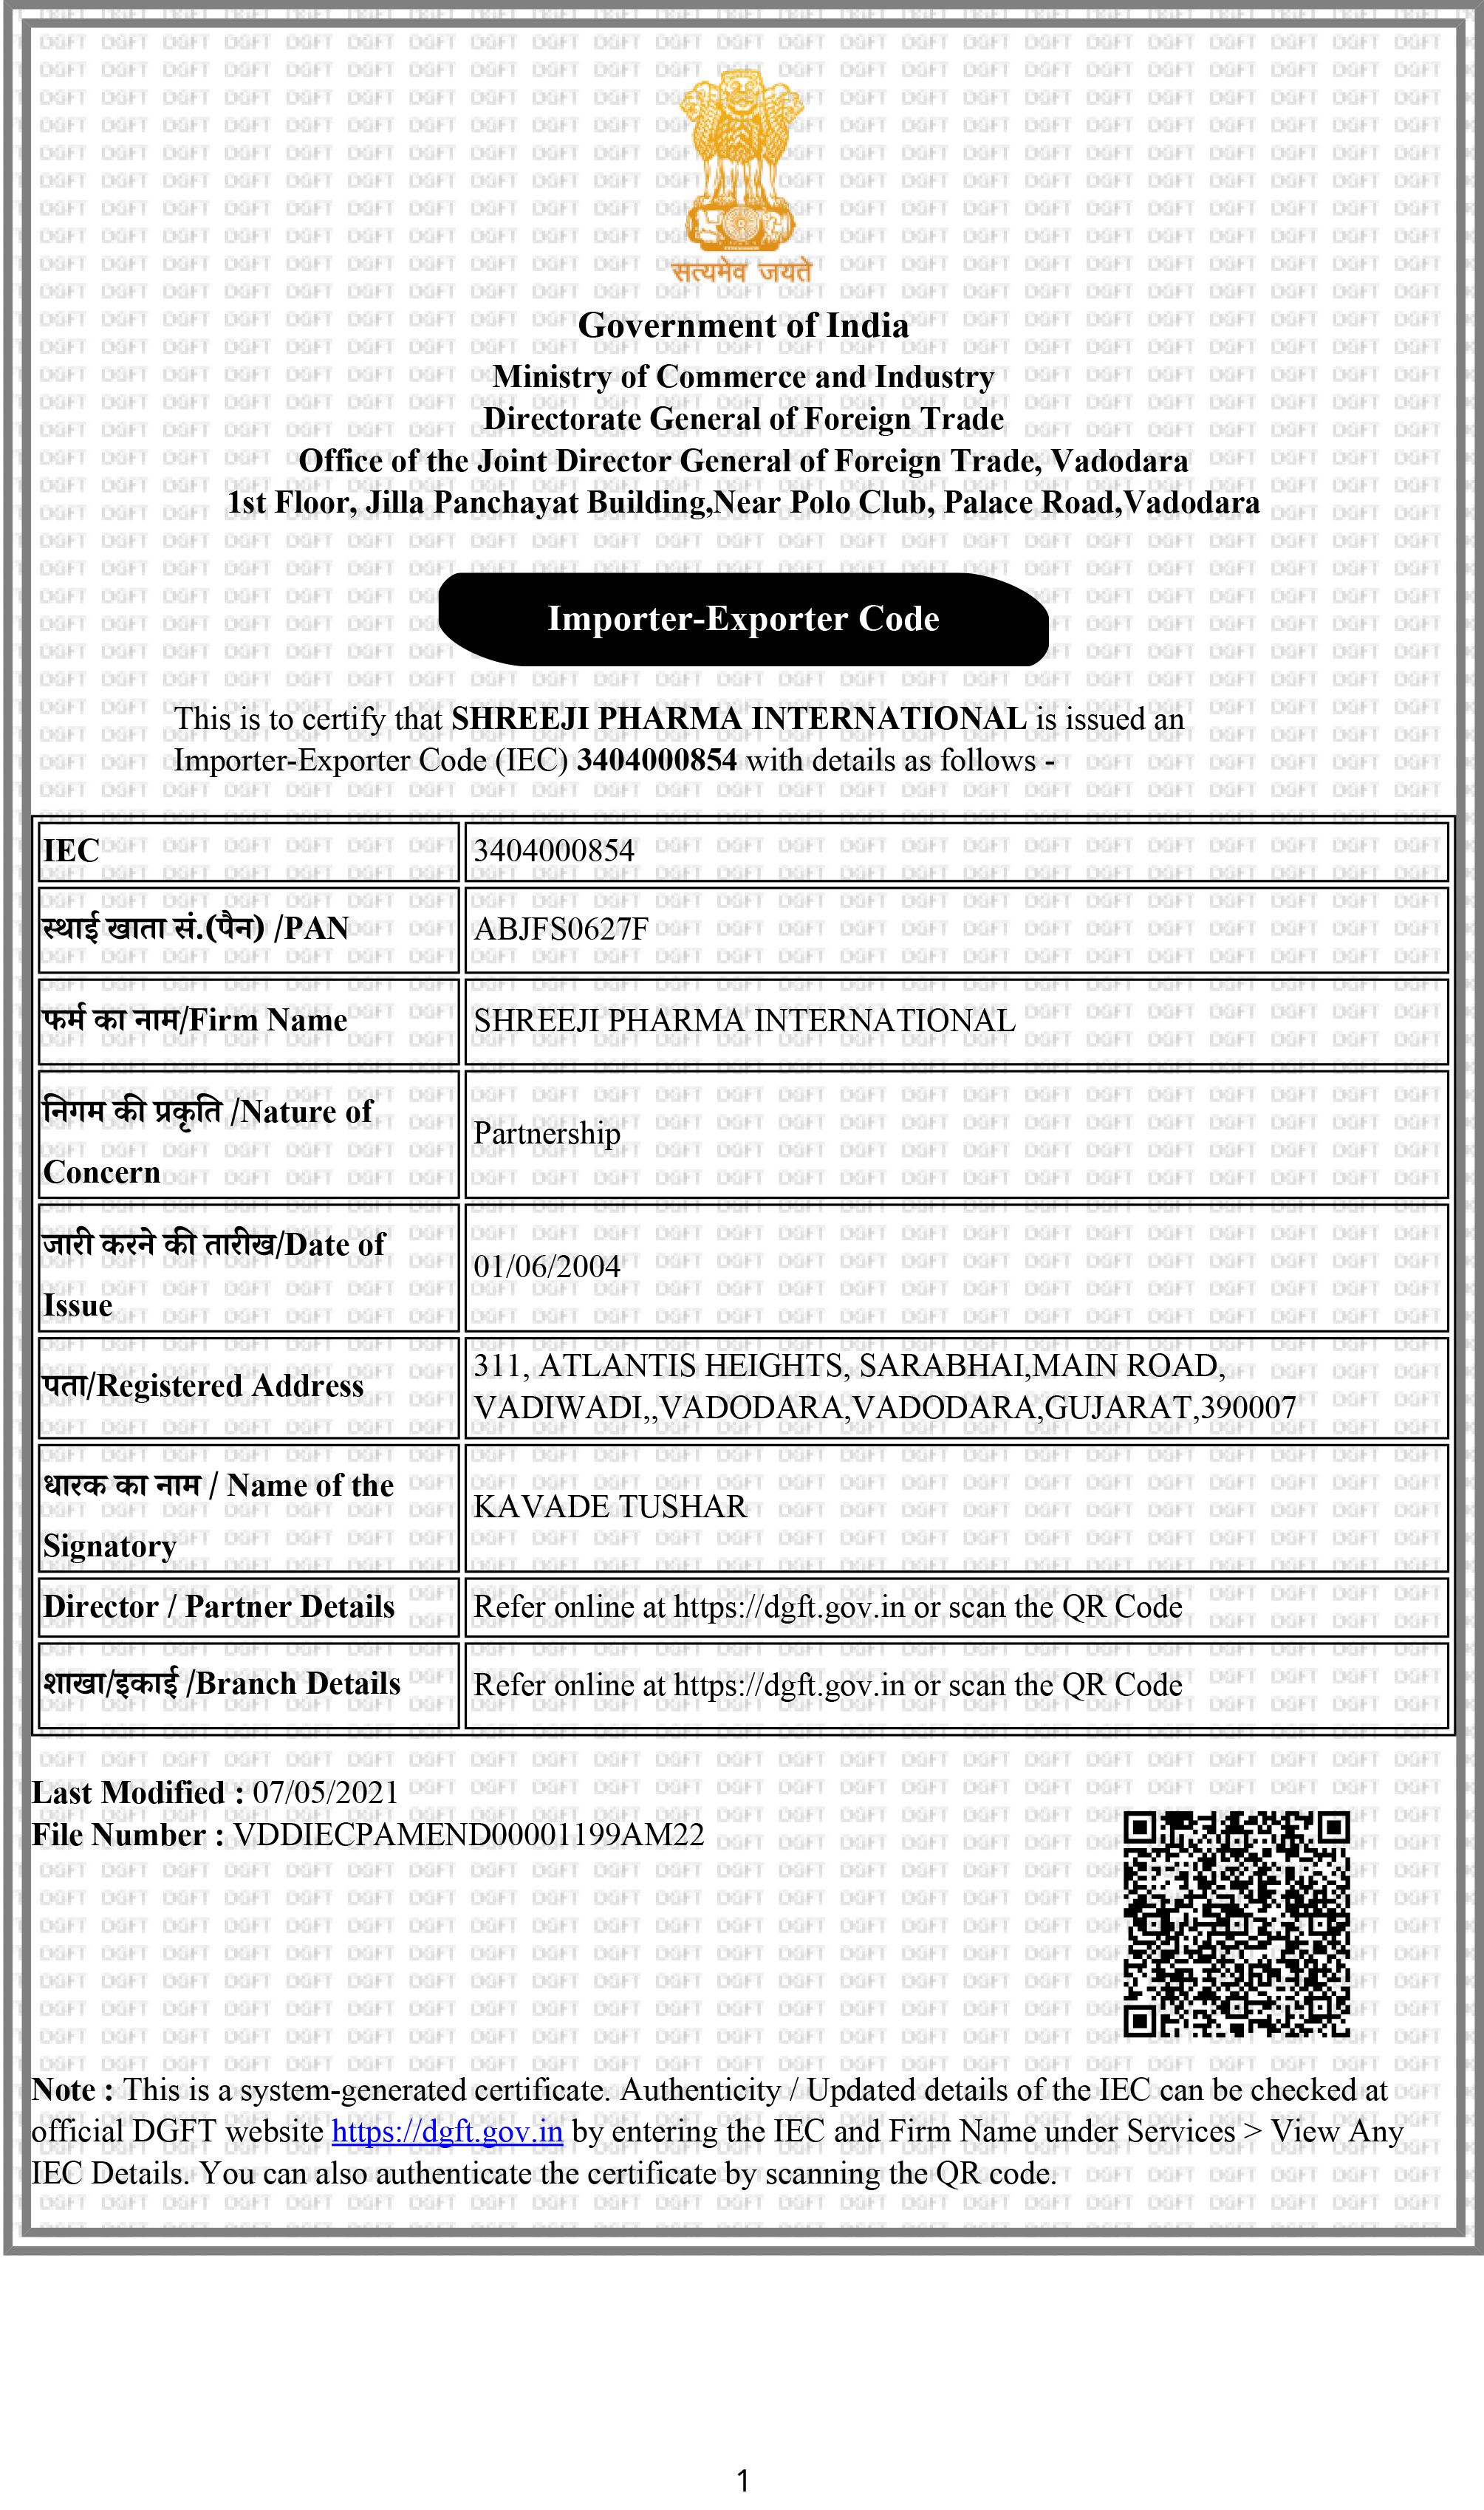 सत्यमेव जयते
Government of India
Ministry of Commerce and Industry
Directorate General of Foreign Trade
Office of the Joint Director General of Foreign Trade, Vadodara
1st Floor, Jilla Panchayat Building,Near Polo Club, Palace Road,Vadodara
Importer-Exporter Code
This is to certify that SHREEJI PHARMA INTERNATIONAL is issued an
Importer-Exporter Code (IEC) 3404000854 with details as follows -
IEC 3404000854
स्थाई खाता सं.(पैन) /PAN ABJFS0627F
फर्म का नाम/Firm Name SHREEJI PHARMA INTERNATIONAL
निगम की प्रकृति /Nature of
Concern
Partnership
जारी करने की तारीख/Date of
Issue
01/06/2004
पता/Registered Address
311, ATLANTIS HEIGHTS, SARABHAI,MAIN ROAD,
VADIWADI,,VADODARA,VADODARA,GUJARAT,390007
धारक का नाम / Name of the
Signatory
KAVADE TUSHAR
Director / Partner Details Refer online at https://dgft.gov.in or scan the QR Code
शाखा/इकाई /Branch Details Refer online at https://dgft.gov.in or scan the QR Code
Last Modified : 07/05/2021
File Number : VDDIECPAMEND00001199AM22
Note : This is a system-generated certificate. Authenticity / Updated details of the IEC can be checked at
official DGFT website https://dgft.gov.in by entering the IEC and Firm Name under Services > View Any
IEC Details. You can also authenticate the certificate by scanning the QR code.
1